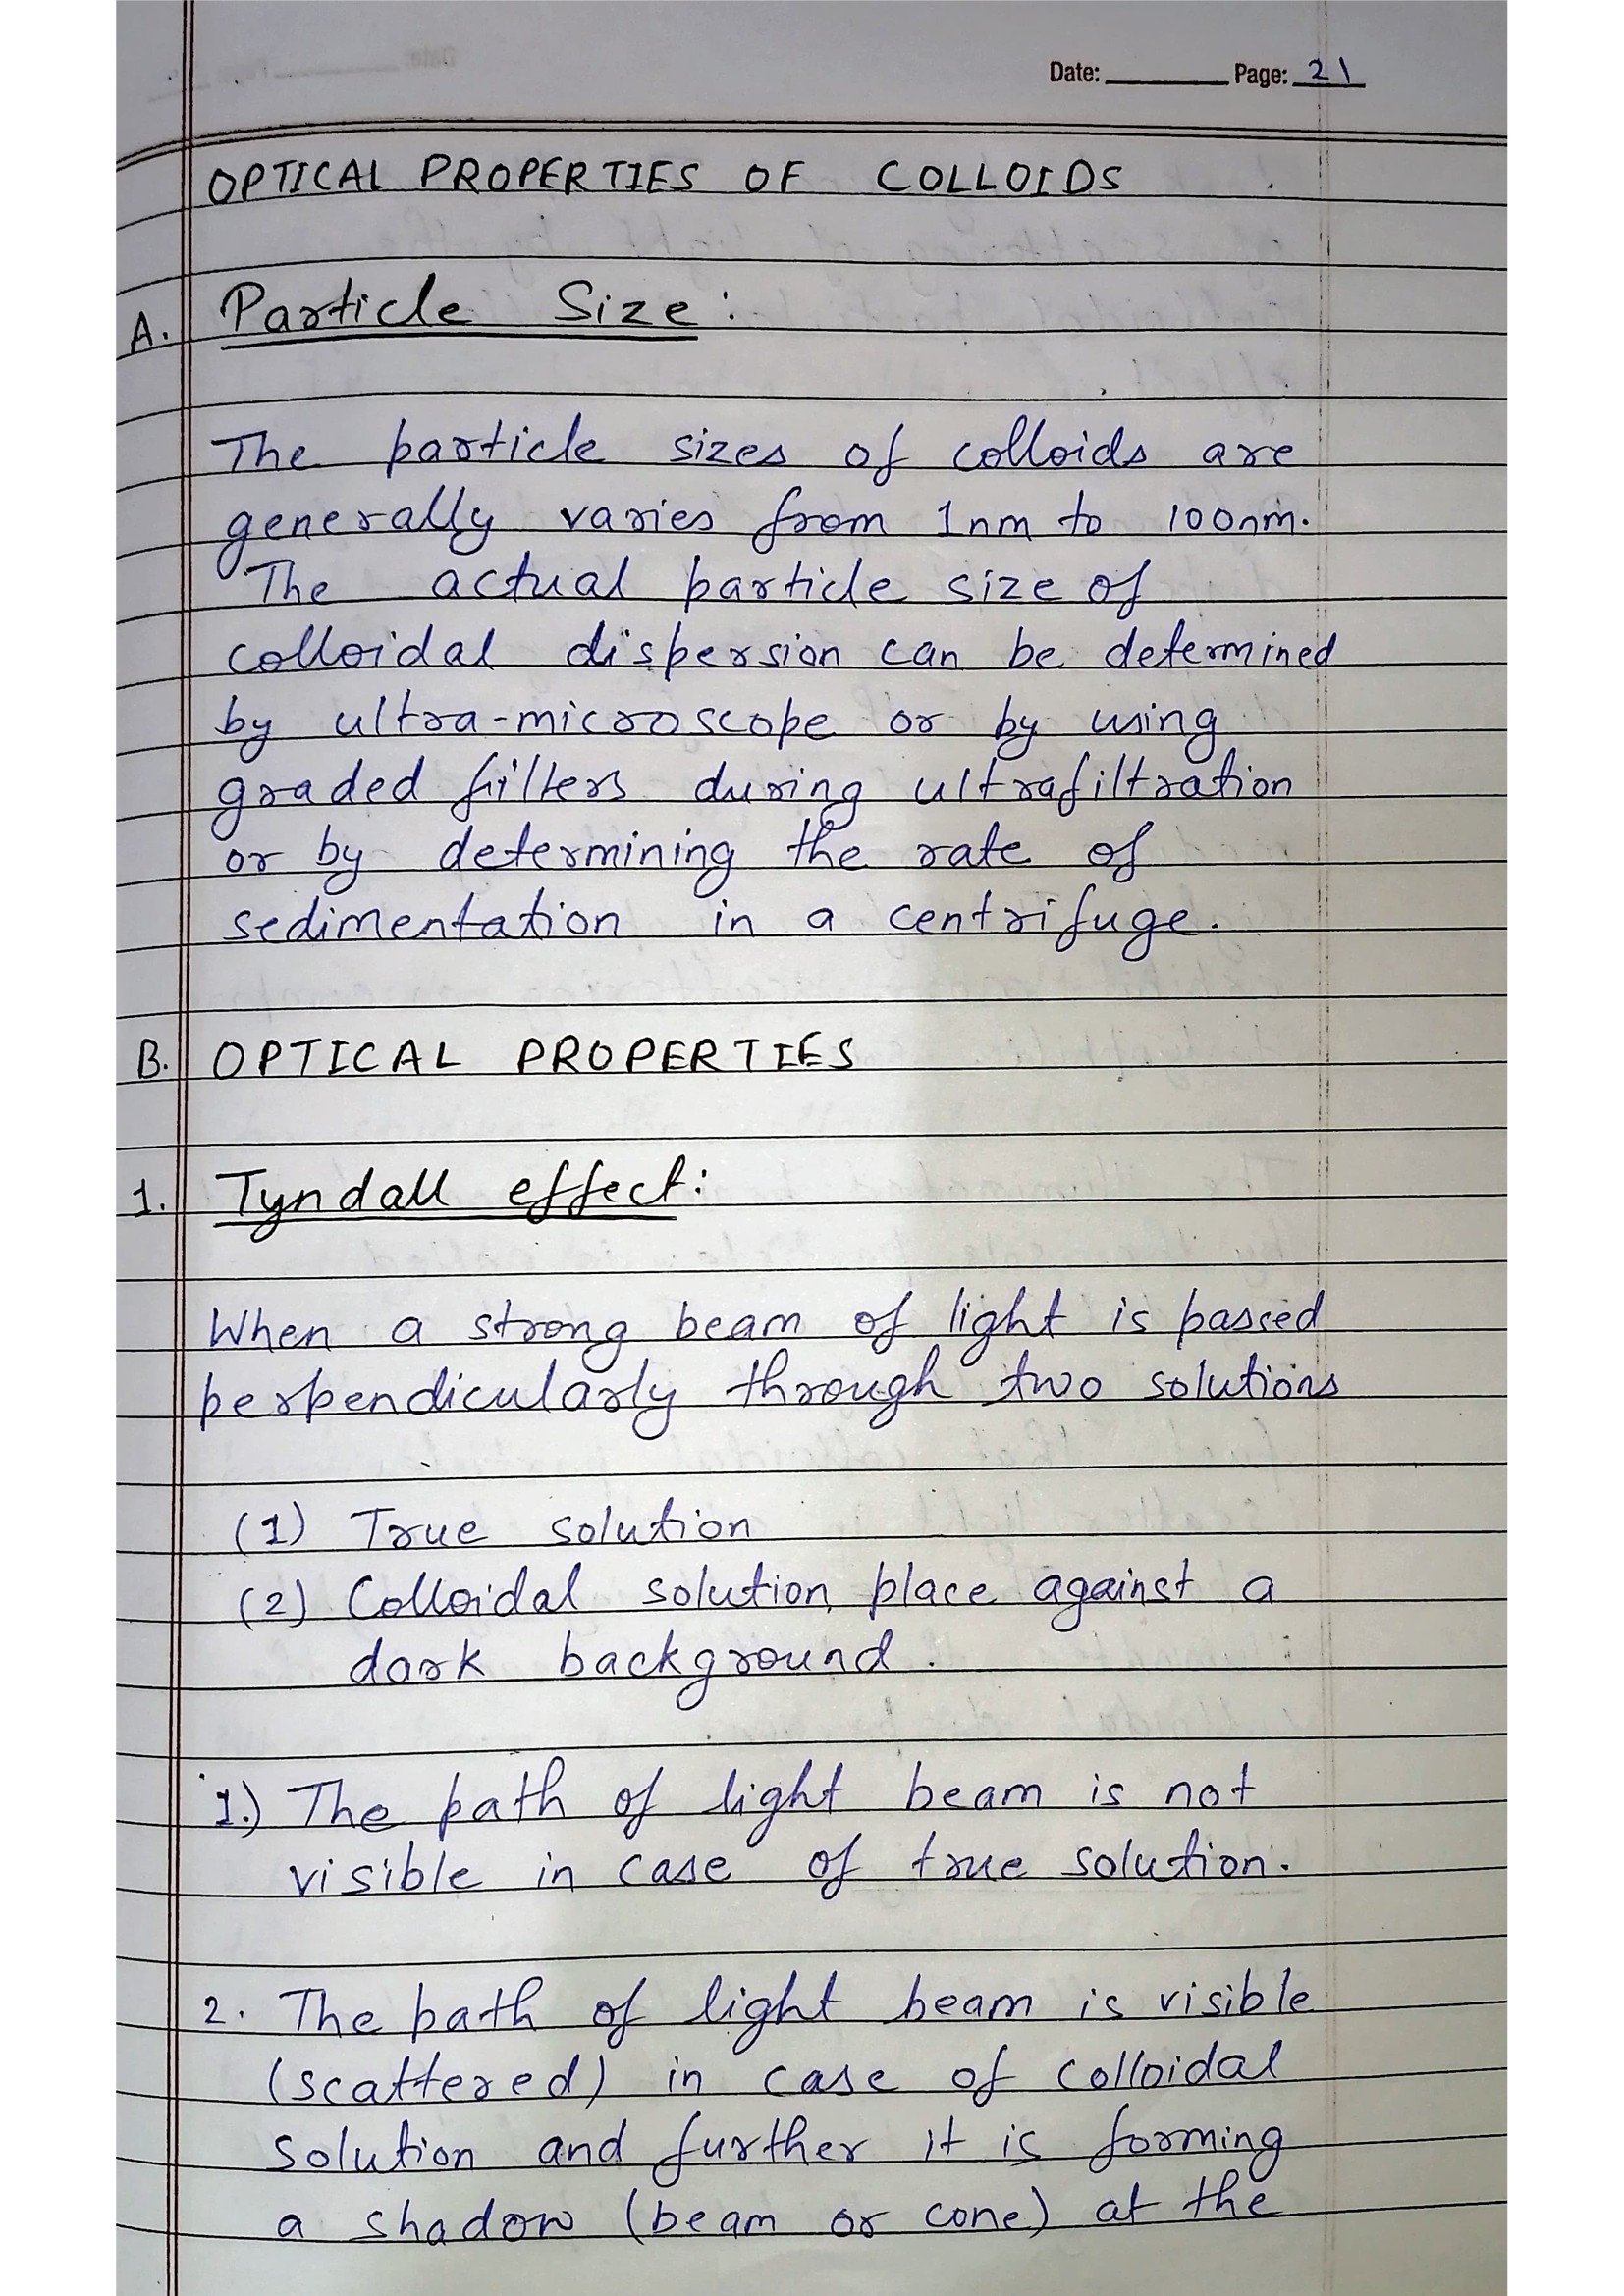 Date: Page: 21
OPTICAL PROPERTIES OF COLLOIDS
A. Particle Size:
The particle sizes of colloids are
generally varies from 1nm to 100nm.
The actual particle size of
colloidal dispersion can be determined
by ultra-microscope or by using
graded filters during ultrafiltration
or by determining the rate of
sedimentation in a centrifuge.
B. OPTICAL PROPERTIES
1. Tyndall effect:
When a strong beam of light is passed
perpendicularly through two solutions
(1) True solution
(2) Colloidal solution place against a
dark background.
1.) The path of light beam is not
visible in case of true solution.
2. The path of light beam is visible
(scattered) in case of colloidal
solution and further it is forming
a shadow (beam or cone) at the